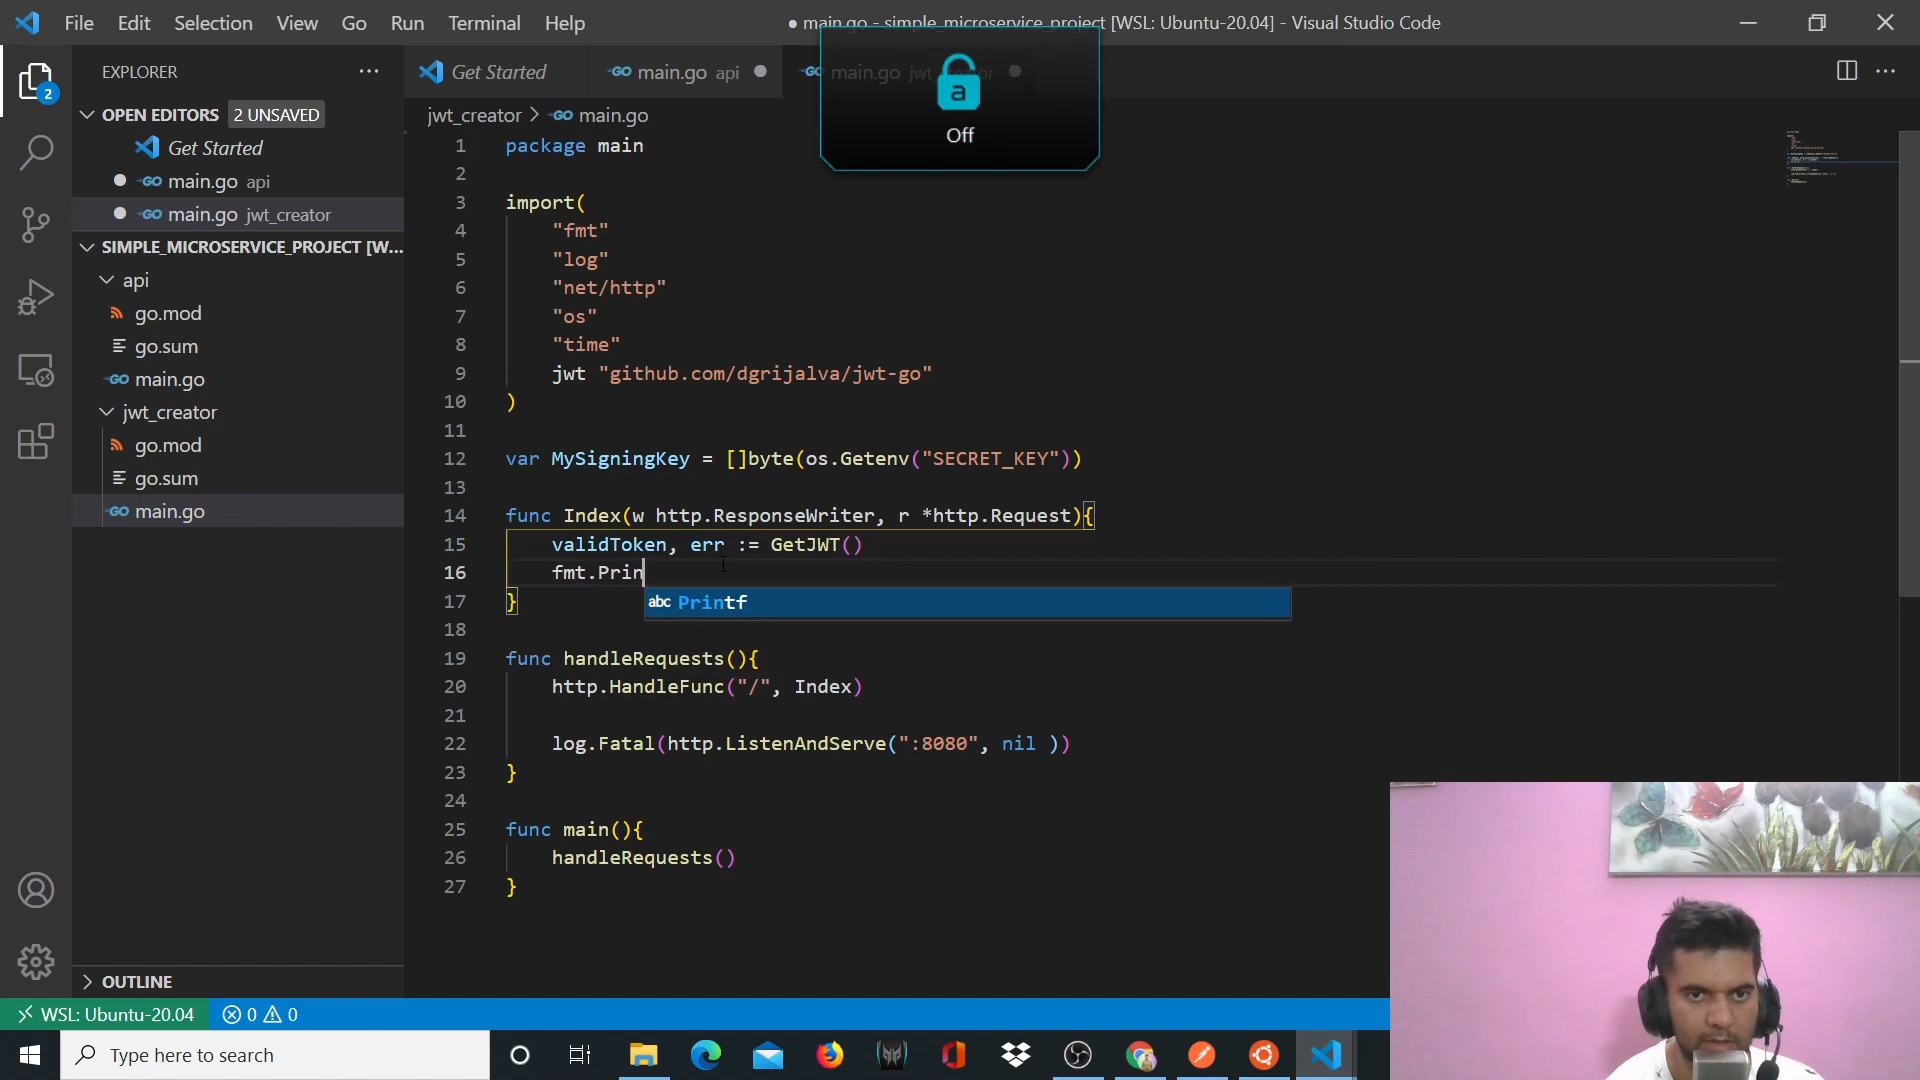 File Edit Selection View Go Run Terminal Help
● main.go - simple_microservice_project [WSL: Ubuntu-20.04] - Visual Studio Code
a
Off
EXPLORER
OPEN EDITORS 2 UNSAVED
Get Started
main.go api
main.go jwt_creator
SIMPLE_MICROSERVICE_PROJECT [W...
api
go.mod
go.sum
main.go
jwt_creator
go.mod
go.sum
main.go
OUTLINE
2
Get Started main.go api main.go jwt_creator
jwt_creator > main.go
1 package main
2
3 import(
4 "fmt"
5 "log"
6 "net/http"
7 "os"
8 "time"
9 jwt "github.com/dgrijalva/jwt-go"
10 )
11
12 var MySigningKey = []byte(os.Getenv("SECRET_KEY"))
13
14 func Index(w http.ResponseWriter, r *http.Request){
15 validToken, err := GetJWT()
16 fmt.Prin
abc Printf
17 }
18
19 func handleRequests(){
20 http.HandleFunc("/", Index)
21
22 log.Fatal(http.ListenAndServe(":8080", nil ))
23 }
24
25 func main(){
26 handleRequests()
27 }
WSL: Ubuntu-20.04 0 0
Type here to search